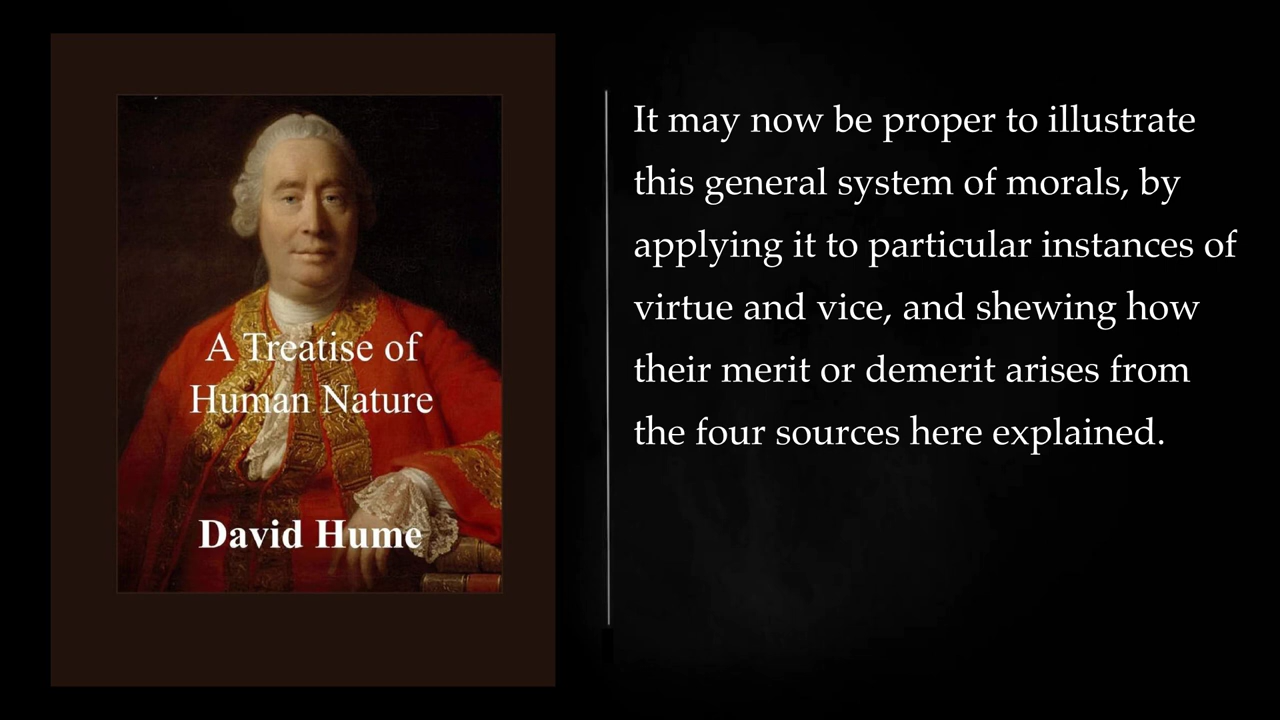 A Treatise of
Human Nature
David Hume
It may now be proper to illustrate
this general system of morals, by
applying it to particular instances of
virtue and vice, and shewing how
their merit or demerit arises from
the four sources here explained.